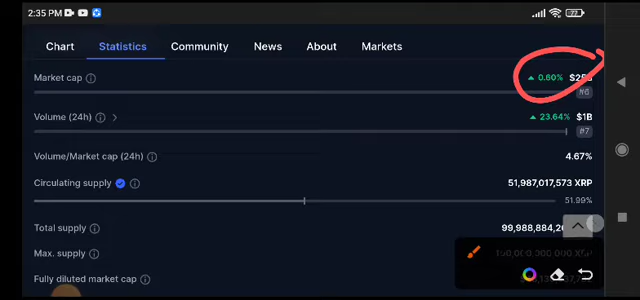 2:35 PM 77
Chart Statistics Community News About Markets
Market cap 0.60%
#6
Volume (24h) 23.64% $1B
#7
Volume/Market cap (24h) 4.67%
Circulating supply 51,987,017,573 XRP
51.99%
Total supply
Max. supply
Fully diluted market cap